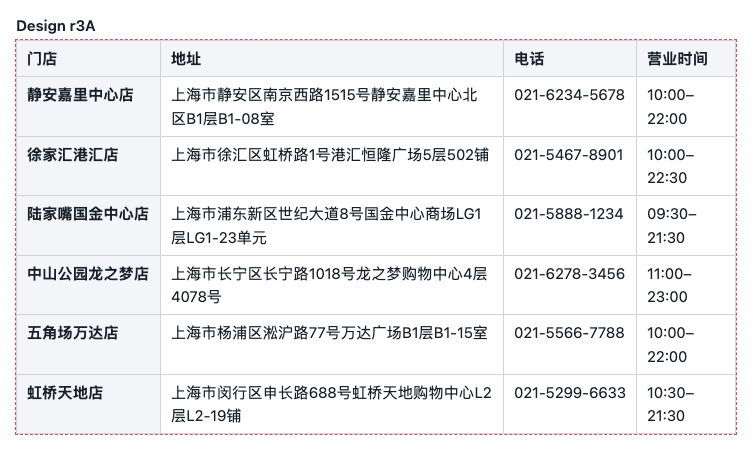 Design r3A
门店 地址 电话 营业时间
静安嘉里中心店 上海市静安区南京西路1515号静安嘉里中心北 021-6234-5678 10:00–
区B1层B1-08室 22:00
徐家汇港汇店 上海市徐汇区虹桥路1号港汇恒隆广场5层502铺 021-5467-8901 10:00–
22:30
陆家嘴国金中心店 上海市浦东新区世纪大道8号国金中心商场LG1 021-5888-1234 09:30–
层LG1-23单元 21:30
中山公园龙之梦店 上海市长宁区长宁路1018号龙之梦购物中心4层 021-6278-3456 11:00–
4078号 23:00
五角场万达店 上海市杨浦区淞沪路77号万达广场B1层B1-15室 021-5566-7788 10:00–
22:00
虹桥天地店 上海市闵行区申长路688号虹桥天地购物中心L2 021-5299-6633 10:30–
层L2-19铺 21:30